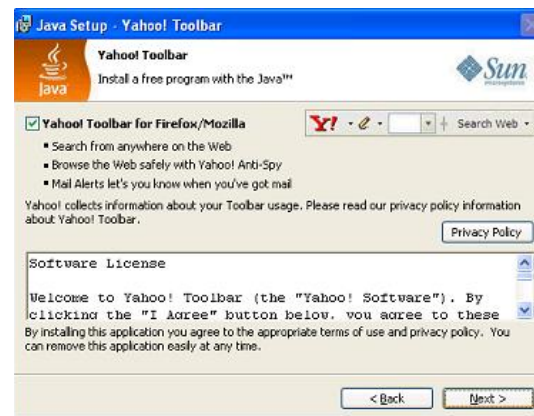 Java Setup - Yahoo! Toolbar
Java
Yahoo! Toolbar
Install a free program with the Java™
Sun
microsystems
Yahoo! Toolbar for Firefox/Mozilla
Y!
Search Web
Search from anywhere on the Web
Browse the Web safely with Yahoo! Anti-Spy
Mail Alerts let's you know when you've got mail
Yahoo! collects information about your Toolbar usage. Please read our privacy policy information
about Yahoo! Toolbar.
Privacy Policy
Software License
Welcome to Yahoo! Toolbar (the "Yahoo! Software"). By
clicking the "I Agree" button below, you agree to these
By installing this application you agree to the appropriate terms of use and privacy policy. You
can remove this application easily at any time.
< Back
Next >